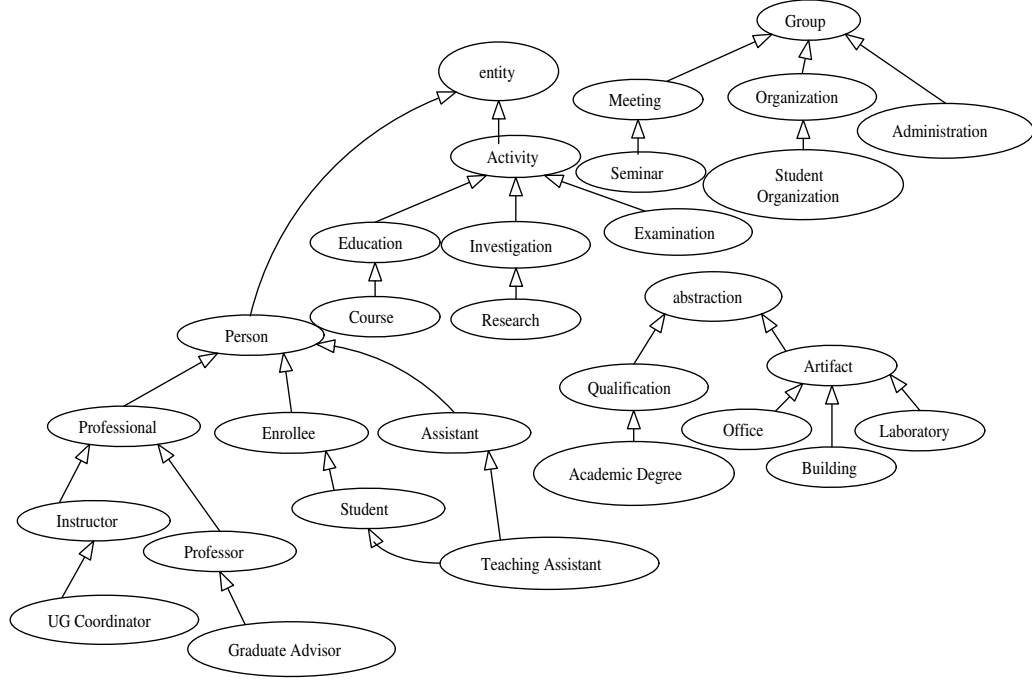 Group
entity
Meeting
Organization
Administration
Activity
Seminar
Student
Organization
Education
Investigation
Examination
abstraction
Course
Research
Person
Artifact
Qualification
Professional
Enrollee
Assistant
Office
Laboratory
Building
Academic Degree
Student
Instructor
Professor
Teaching Assistant
UG Coordinator
Graduate Advisor